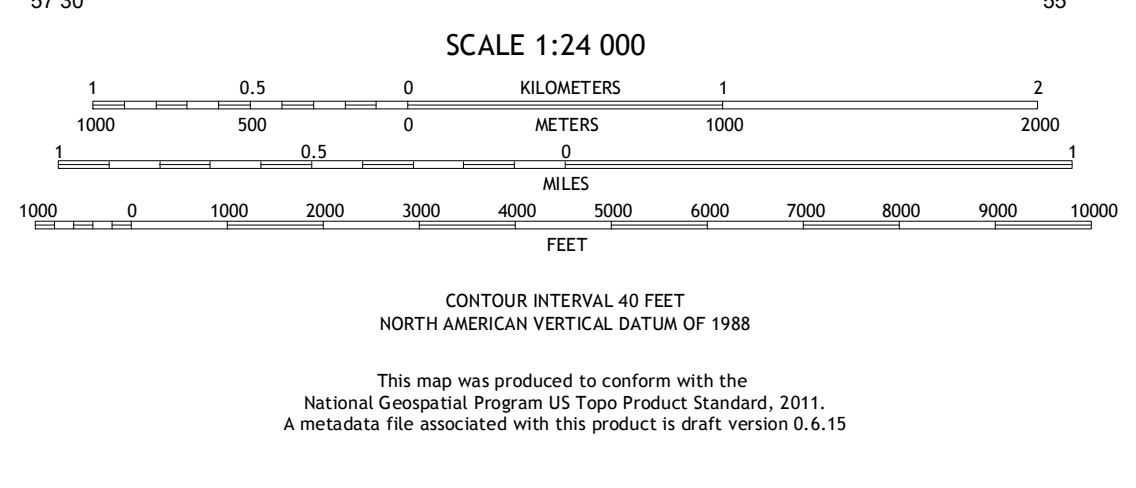 57'30" 55'
SCALE 1:24 000
1 0.5 0 KILOMETERS 1 2
1000 500 0 METERS 1000 2000
1 0.5 0 1
MILES
1000 0 1000 2000 3000 4000 5000 6000 7000 8000 9000 10000
FEET
CONTOUR INTERVAL 40 FEET
NORTH AMERICAN VERTICAL DATUM OF 1988
This map was produced to conform with the
National Geospatial Program US Topo Product Standard, 2011.
A metadata file associated with this product is draft version 0.6.15